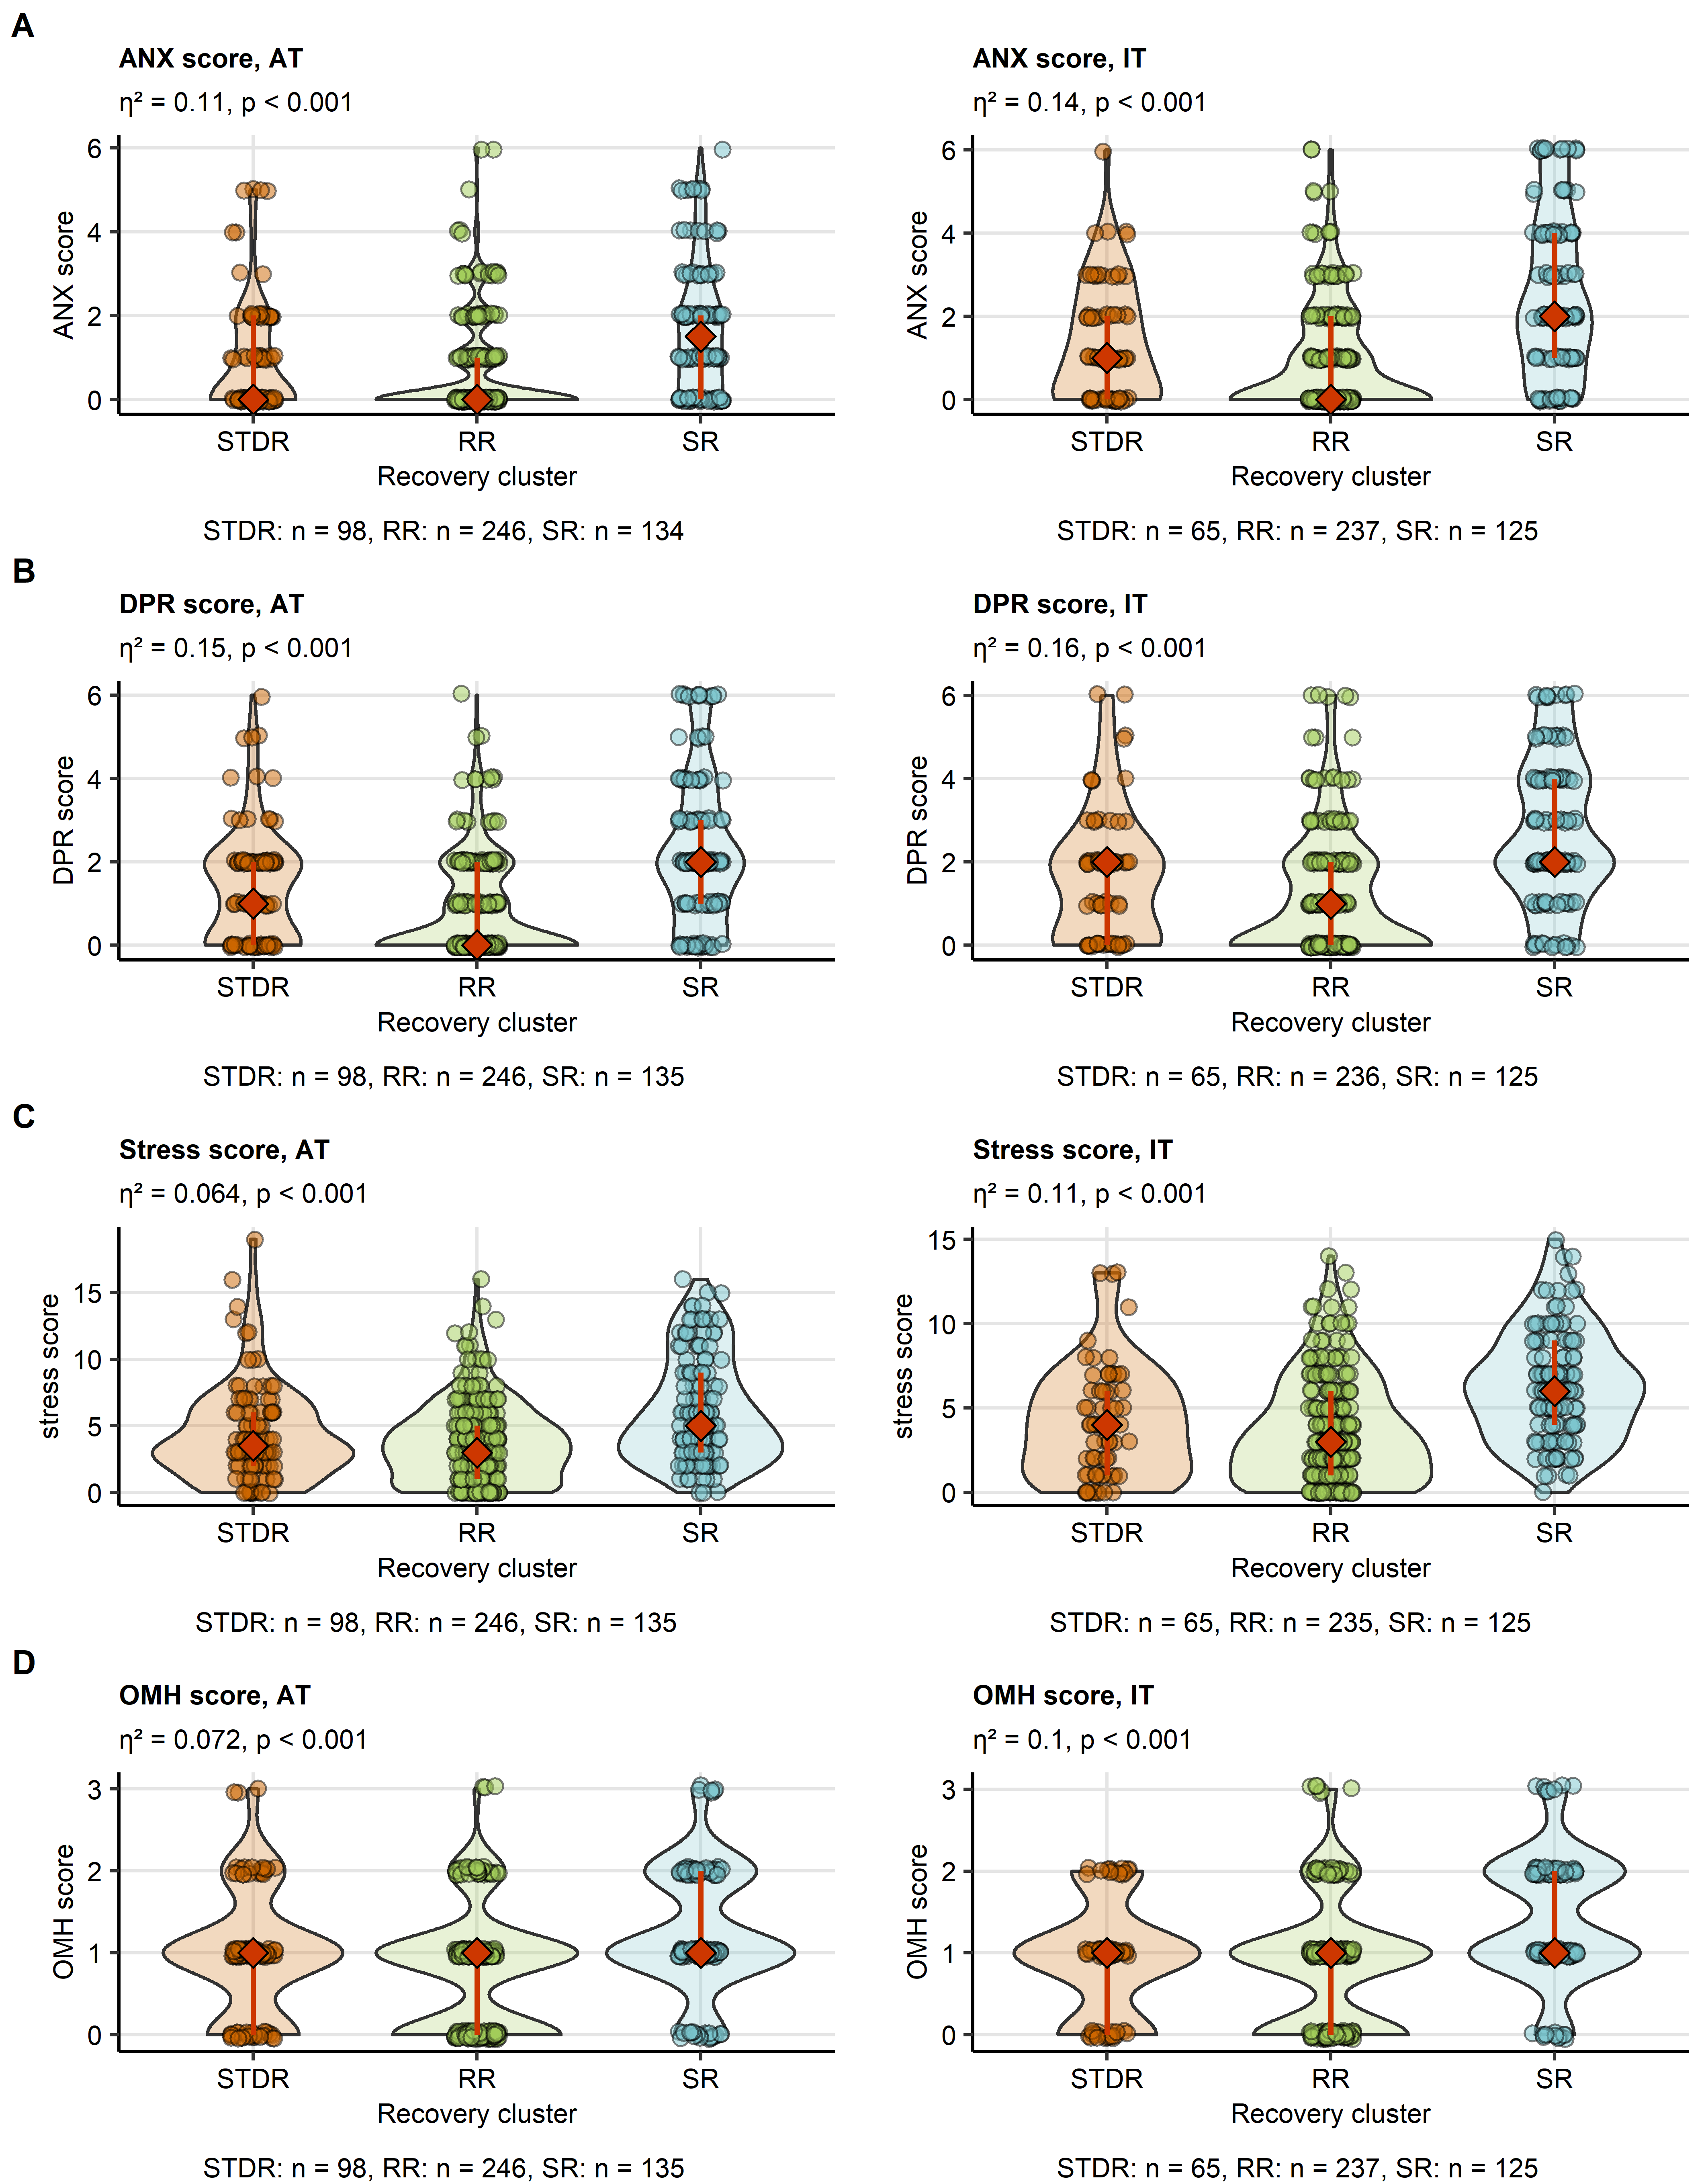 A
ANX score, AT
η² = 0.11, p < 0.001
ANX score
6
4
2
0
STDR RR SR
Recovery cluster
STDR: n = 98, RR: n = 246, SR: n = 134
ANX score, IT
η² = 0.14, p < 0.001
ANX score
6
4
2
0
STDR RR SR
Recovery cluster
STDR: n = 65, RR: n = 237, SR: n = 125
B
DPR score, AT
η² = 0.15, p < 0.001
DPR score
6
4
2
0
STDR RR SR
Recovery cluster
STDR: n = 98, RR: n = 246, SR: n = 135
DPR score, IT
η² = 0.16, p < 0.001
DPR score
6
4
2
0
STDR RR SR
Recovery cluster
STDR: n = 65, RR: n = 236, SR: n = 125
C
Stress score, AT
η² = 0.064, p < 0.001
stress score
15
10
5
0
STDR RR SR
Recovery cluster
STDR: n = 98, RR: n = 246, SR: n = 135
Stress score, IT
η² = 0.11, p < 0.001
stress score
15
10
5
0
STDR RR SR
Recovery cluster
STDR: n = 65, RR: n = 235, SR: n = 125
D
OMH score, AT
η² = 0.072, p < 0.001
OMH score
3
2
1
0
STDR RR SR
Recovery cluster
STDR: n = 98, RR: n = 246, SR: n = 135
OMH score, IT
η² = 0.1, p < 0.001
OMH score
3
2
1
0
STDR RR SR
Recovery cluster
STDR: n = 65, RR: n = 237, SR: n = 125